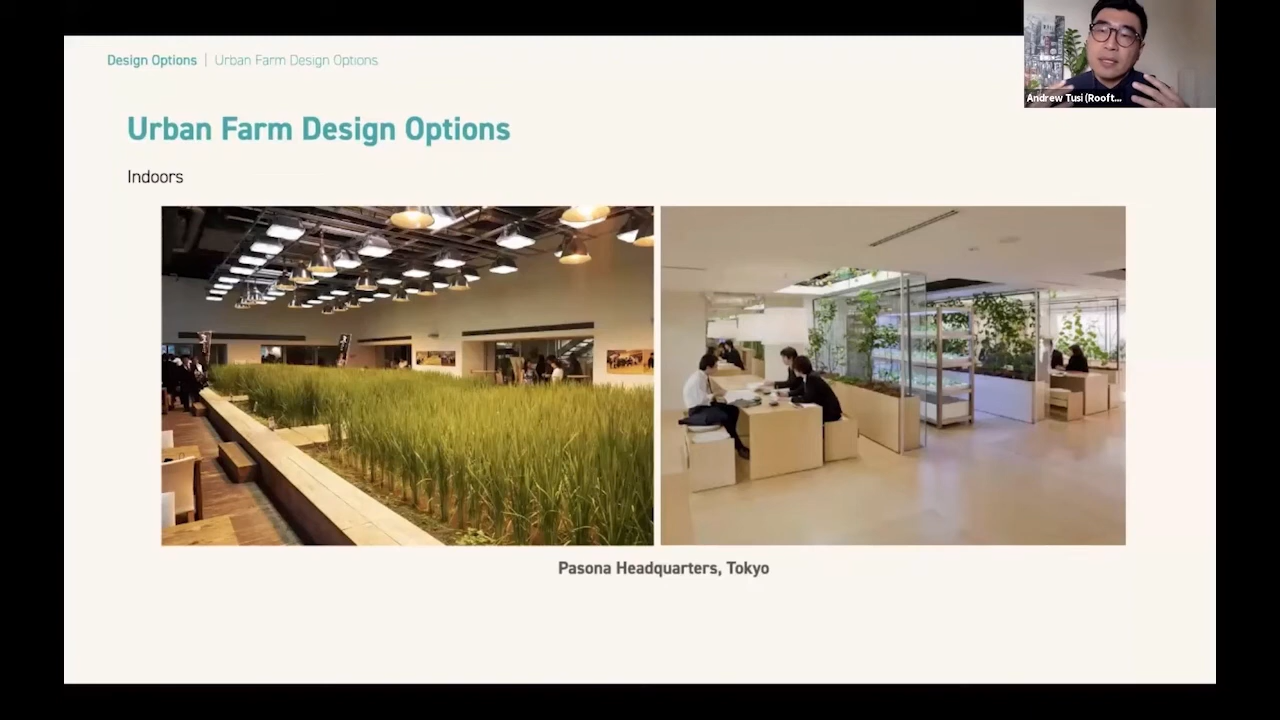 Design Options | Urban Farm Design Options
Urban Farm Design Options
Indoors
Pasona Headquarters, Tokyo
Andrew Tusi (Rooft...